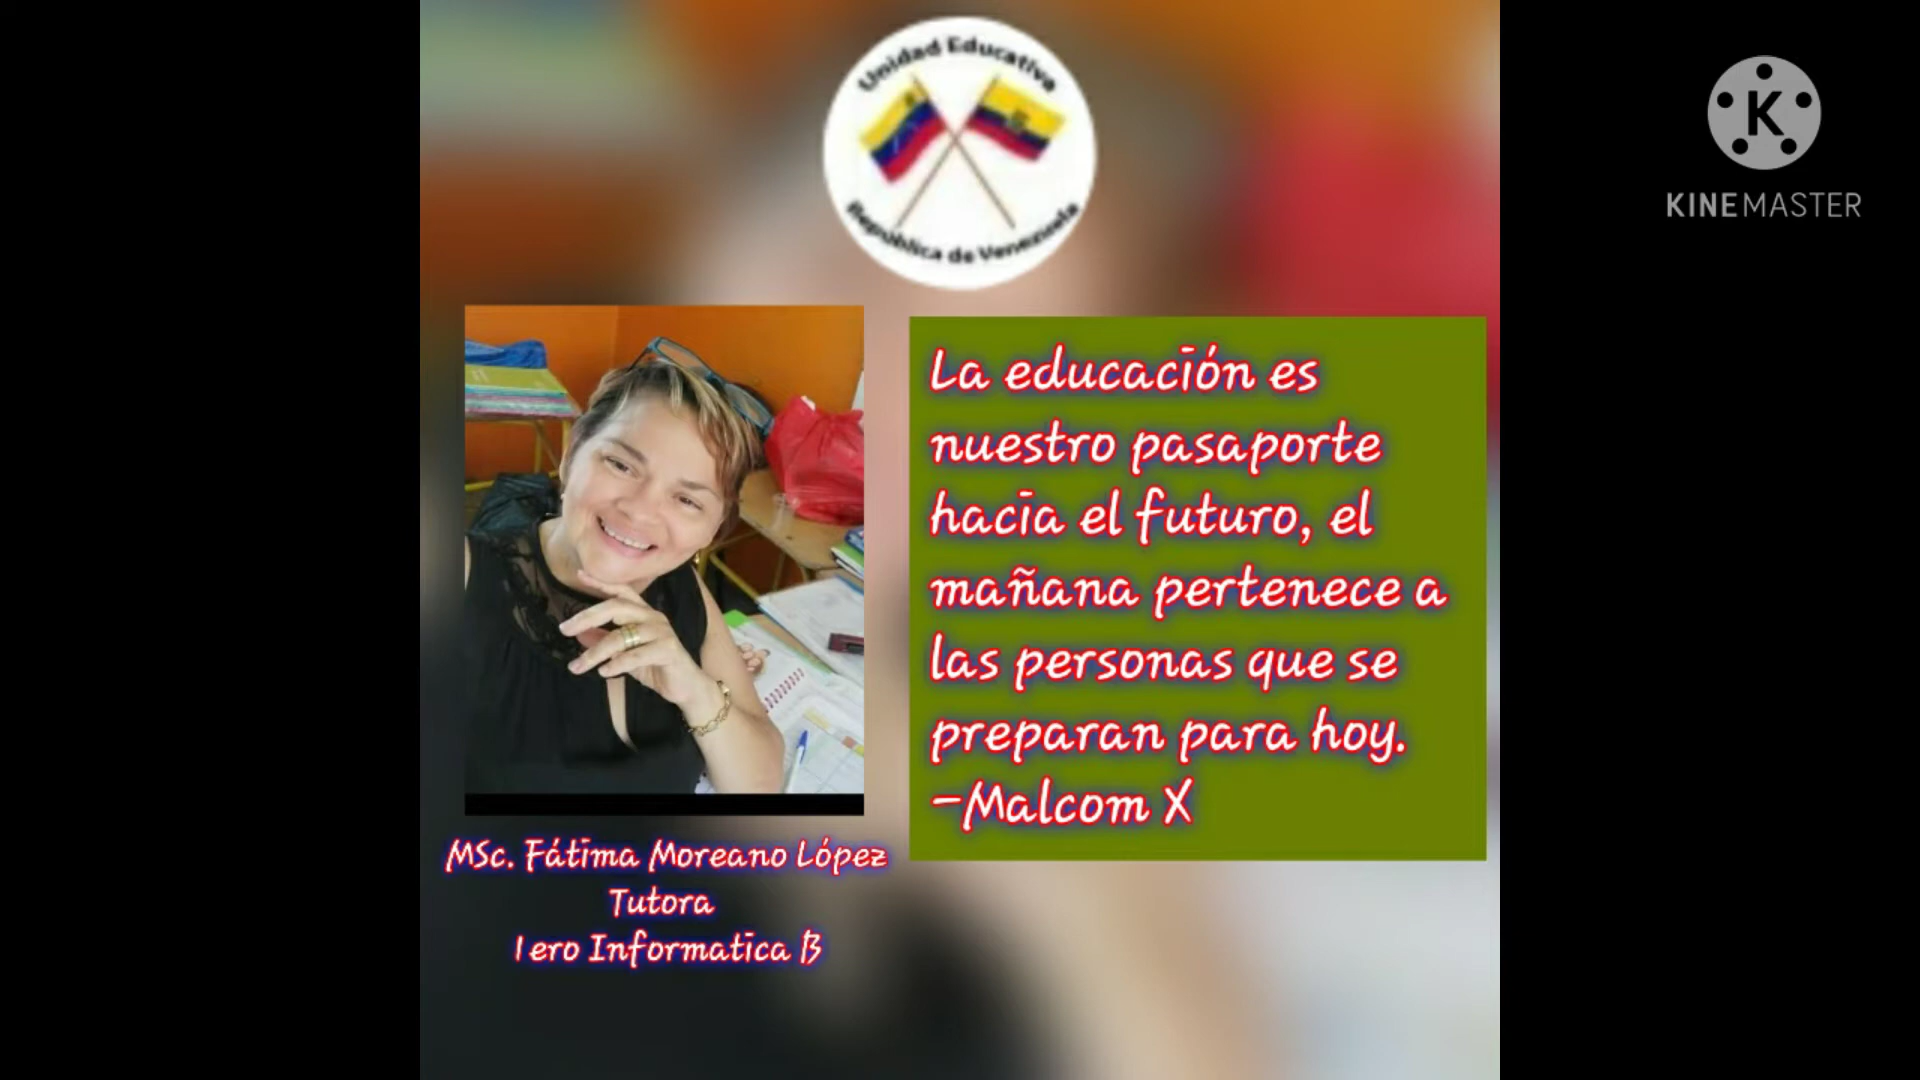 Unidad Educativa
República de Venezuela
KINEMASTER
La educación es
nuestro pasaporte
hacia el futuro, el
mañana pertenece a
las personas que se
preparan para hoy.
-Malcom X
MSc. Fátima Moreano López
Tutora
1ero Informatica B